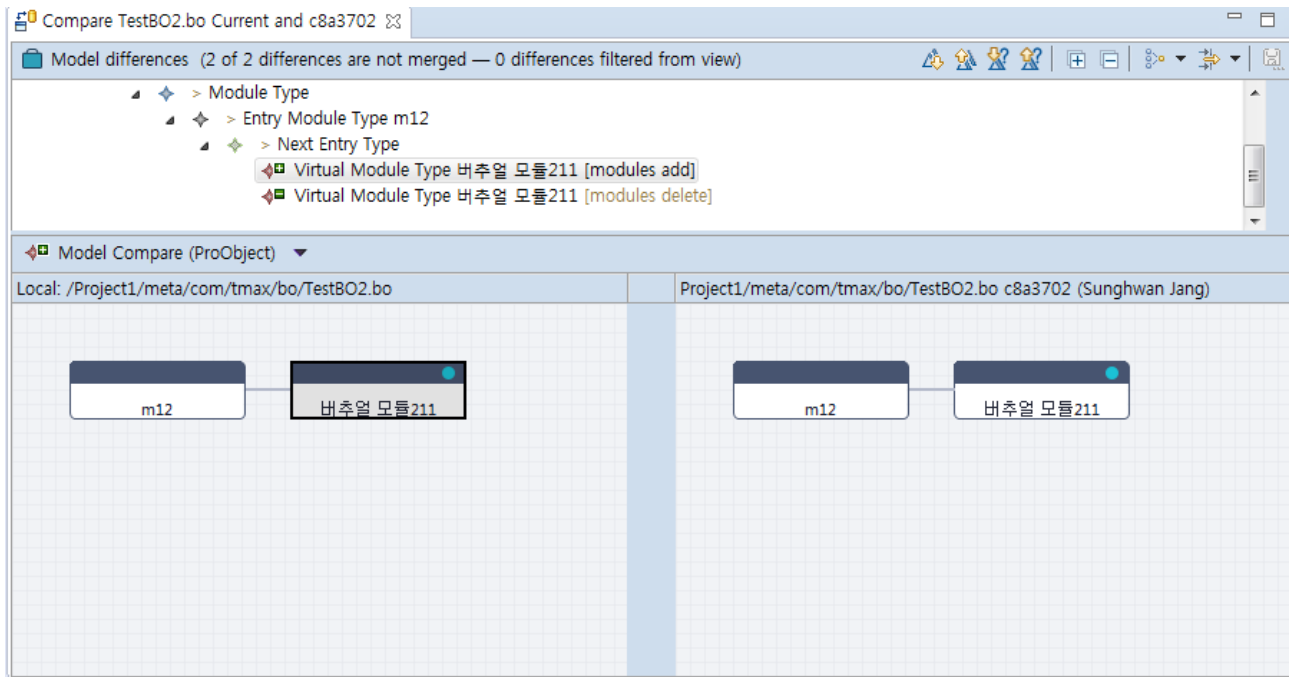 Compare TestBO2.bo Current and c8a3702
Model differences (2 of 2 differences are not merged — 0 differences filtered from view)
> Module Type
> Entry Module Type m12
> Next Entry Type
Virtual Module Type 버추얼 모듈211 [modules add]
Virtual Module Type 버추얼 모듈211 [modules delete]
Model Compare (ProObject)
Local: /Project1/meta/com/tmax/bo/TestBO2.bo
Project1/meta/com/tmax/bo/TestBO2.bo c8a3702 (Sunghwan Jang)
m12
버추얼 모듈211
m12
버추얼 모듈211